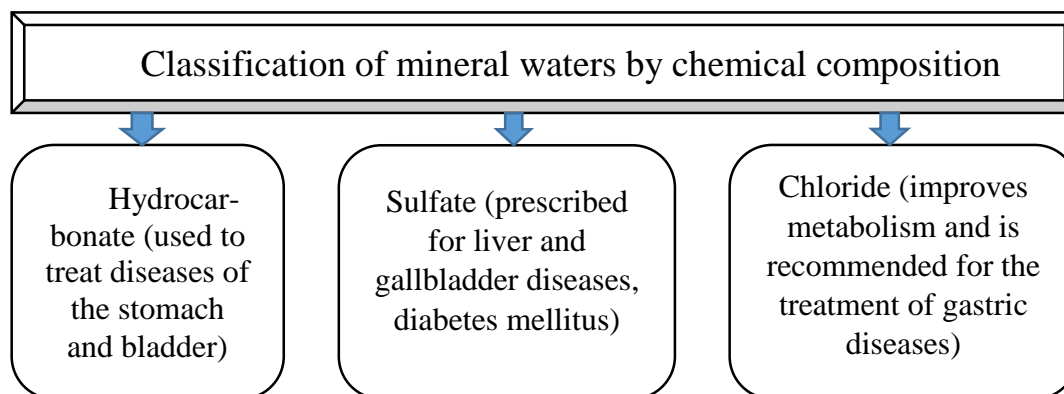 Classification of mineral waters by chemical composition
Hydrocar-
bonate (used to
treat diseases of
the stomach
and bladder)
Sulfate (prescribed
for liver and
gallbladder diseases,
diabetes mellitus)
Chloride (improves
metabolism and is
recommended for the
treatment of gastric
diseases)